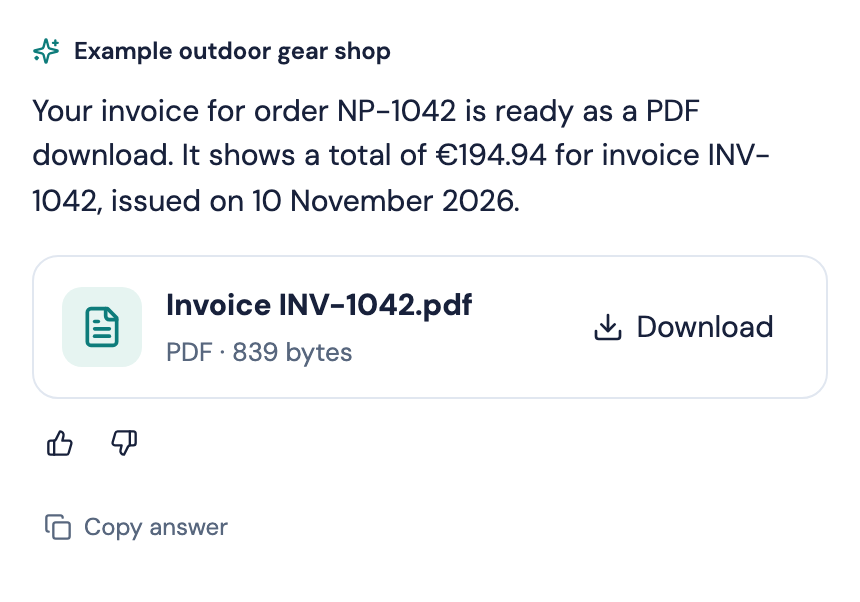 Example outdoor gear shop
Your invoice for order NP-1042 is ready as a PDF
download. It shows a total of €194.94 for invoice INV-
1042, issued on 10 November 2026.
Invoice INV-1042.pdf
PDF · 839 bytes
Download
Copy answer